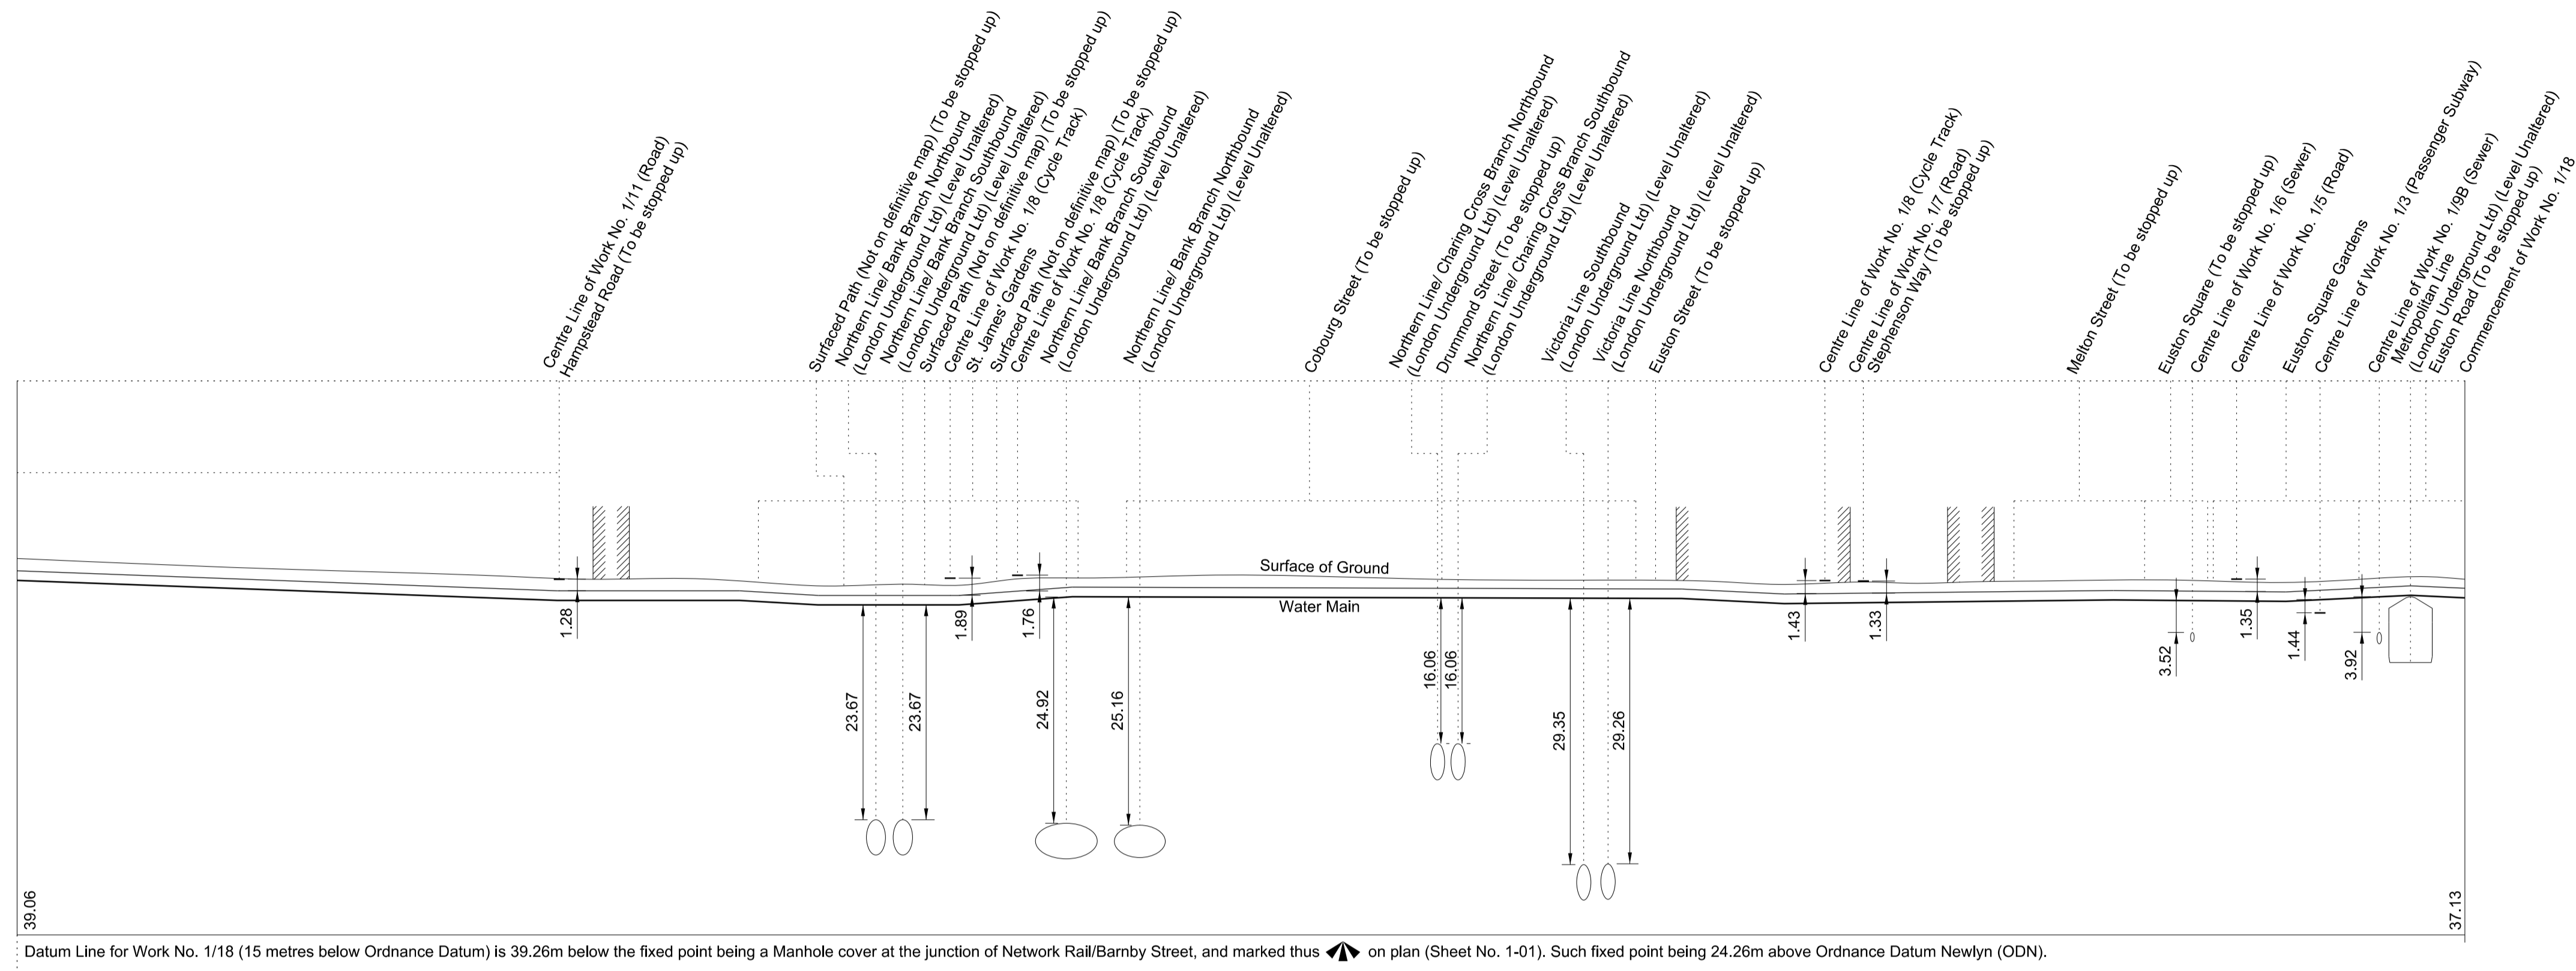 Centre Line of Work No. 1/11 (Road)
Hampstead Road (To be stopped up)
Surfaced Path (Not on definitive map) (To be stopped up)
Northern Line/ Bank Branch Northbound
(London Underground Ltd) (Level Unaltered)
Northern Line/ Bank Branch Southbound
(London Underground Ltd) (Level Unaltered)
Surfaced Path (Not on definitive map) (To be stopped up)
Centre Line of Work No. 1/8 (Cycle Track)
St. James' Gardens
Surfaced Path (Not on definitive map) (To be stopped up)
Centre Line of Work No. 1/8 (Cycle Track)
Northern Line/ Bank Branch Southbound
(London Underground Ltd) (Level Unaltered)
Northern Line/ Bank Branch Northbound
(London Underground Ltd) (Level Unaltered)
Cobourg Street (To be stopped up)
Northern Line/ Charing Cross Branch Northbound
(London Underground Ltd) (Level Unaltered)
Drummond Street (To be stopped up)
Northern Line/ Charing Cross Branch Southbound
(London Underground Ltd) (Level Unaltered)
Victoria Line Southbound
(London Underground Ltd) (Level Unaltered)
Victoria Line Northbound
(London Underground Ltd) (Level Unaltered)
Euston Street (To be stopped up)
Centre Line of Work No. 1/8 (Cycle Track)
Centre Line of Work No. 1/7 (Road)
Stephenson Way (To be stopped up)
Melton Street (To be stopped up)
Euston Square (To be stopped up)
Centre Line of Work No. 1/6 (Sewer)
Centre Line of Work No. 1/5 (Road)
Euston Square Gardens
Centre Line of Work No. 1/3 (Passenger Subway)
Centre Line of Work No. 1/9B (Sewer)
Metropolitan Line
(London Underground Ltd) (Level Unaltered)
Euston Road (To be stopped up)
Commencement of Work No. 1/18
Surface of Ground
Water Main
1.28
23.67
23.67
1.89
1.76
24.92
25.16
16.06
16.06
29.35
29.26
1.43
1.33
3.52
1.35
1.44
3.92
39.06
37.13
Datum Line for Work No. 1/18 (15 metres below Ordnance Datum) is 39.26m below the fixed point being a Manhole cover at the junction of Network Rail/Barnby Street, and marked thus on plan (Sheet No. 1-01). Such fixed point being 24.26m above Ordnance Datum Newlyn (ODN).